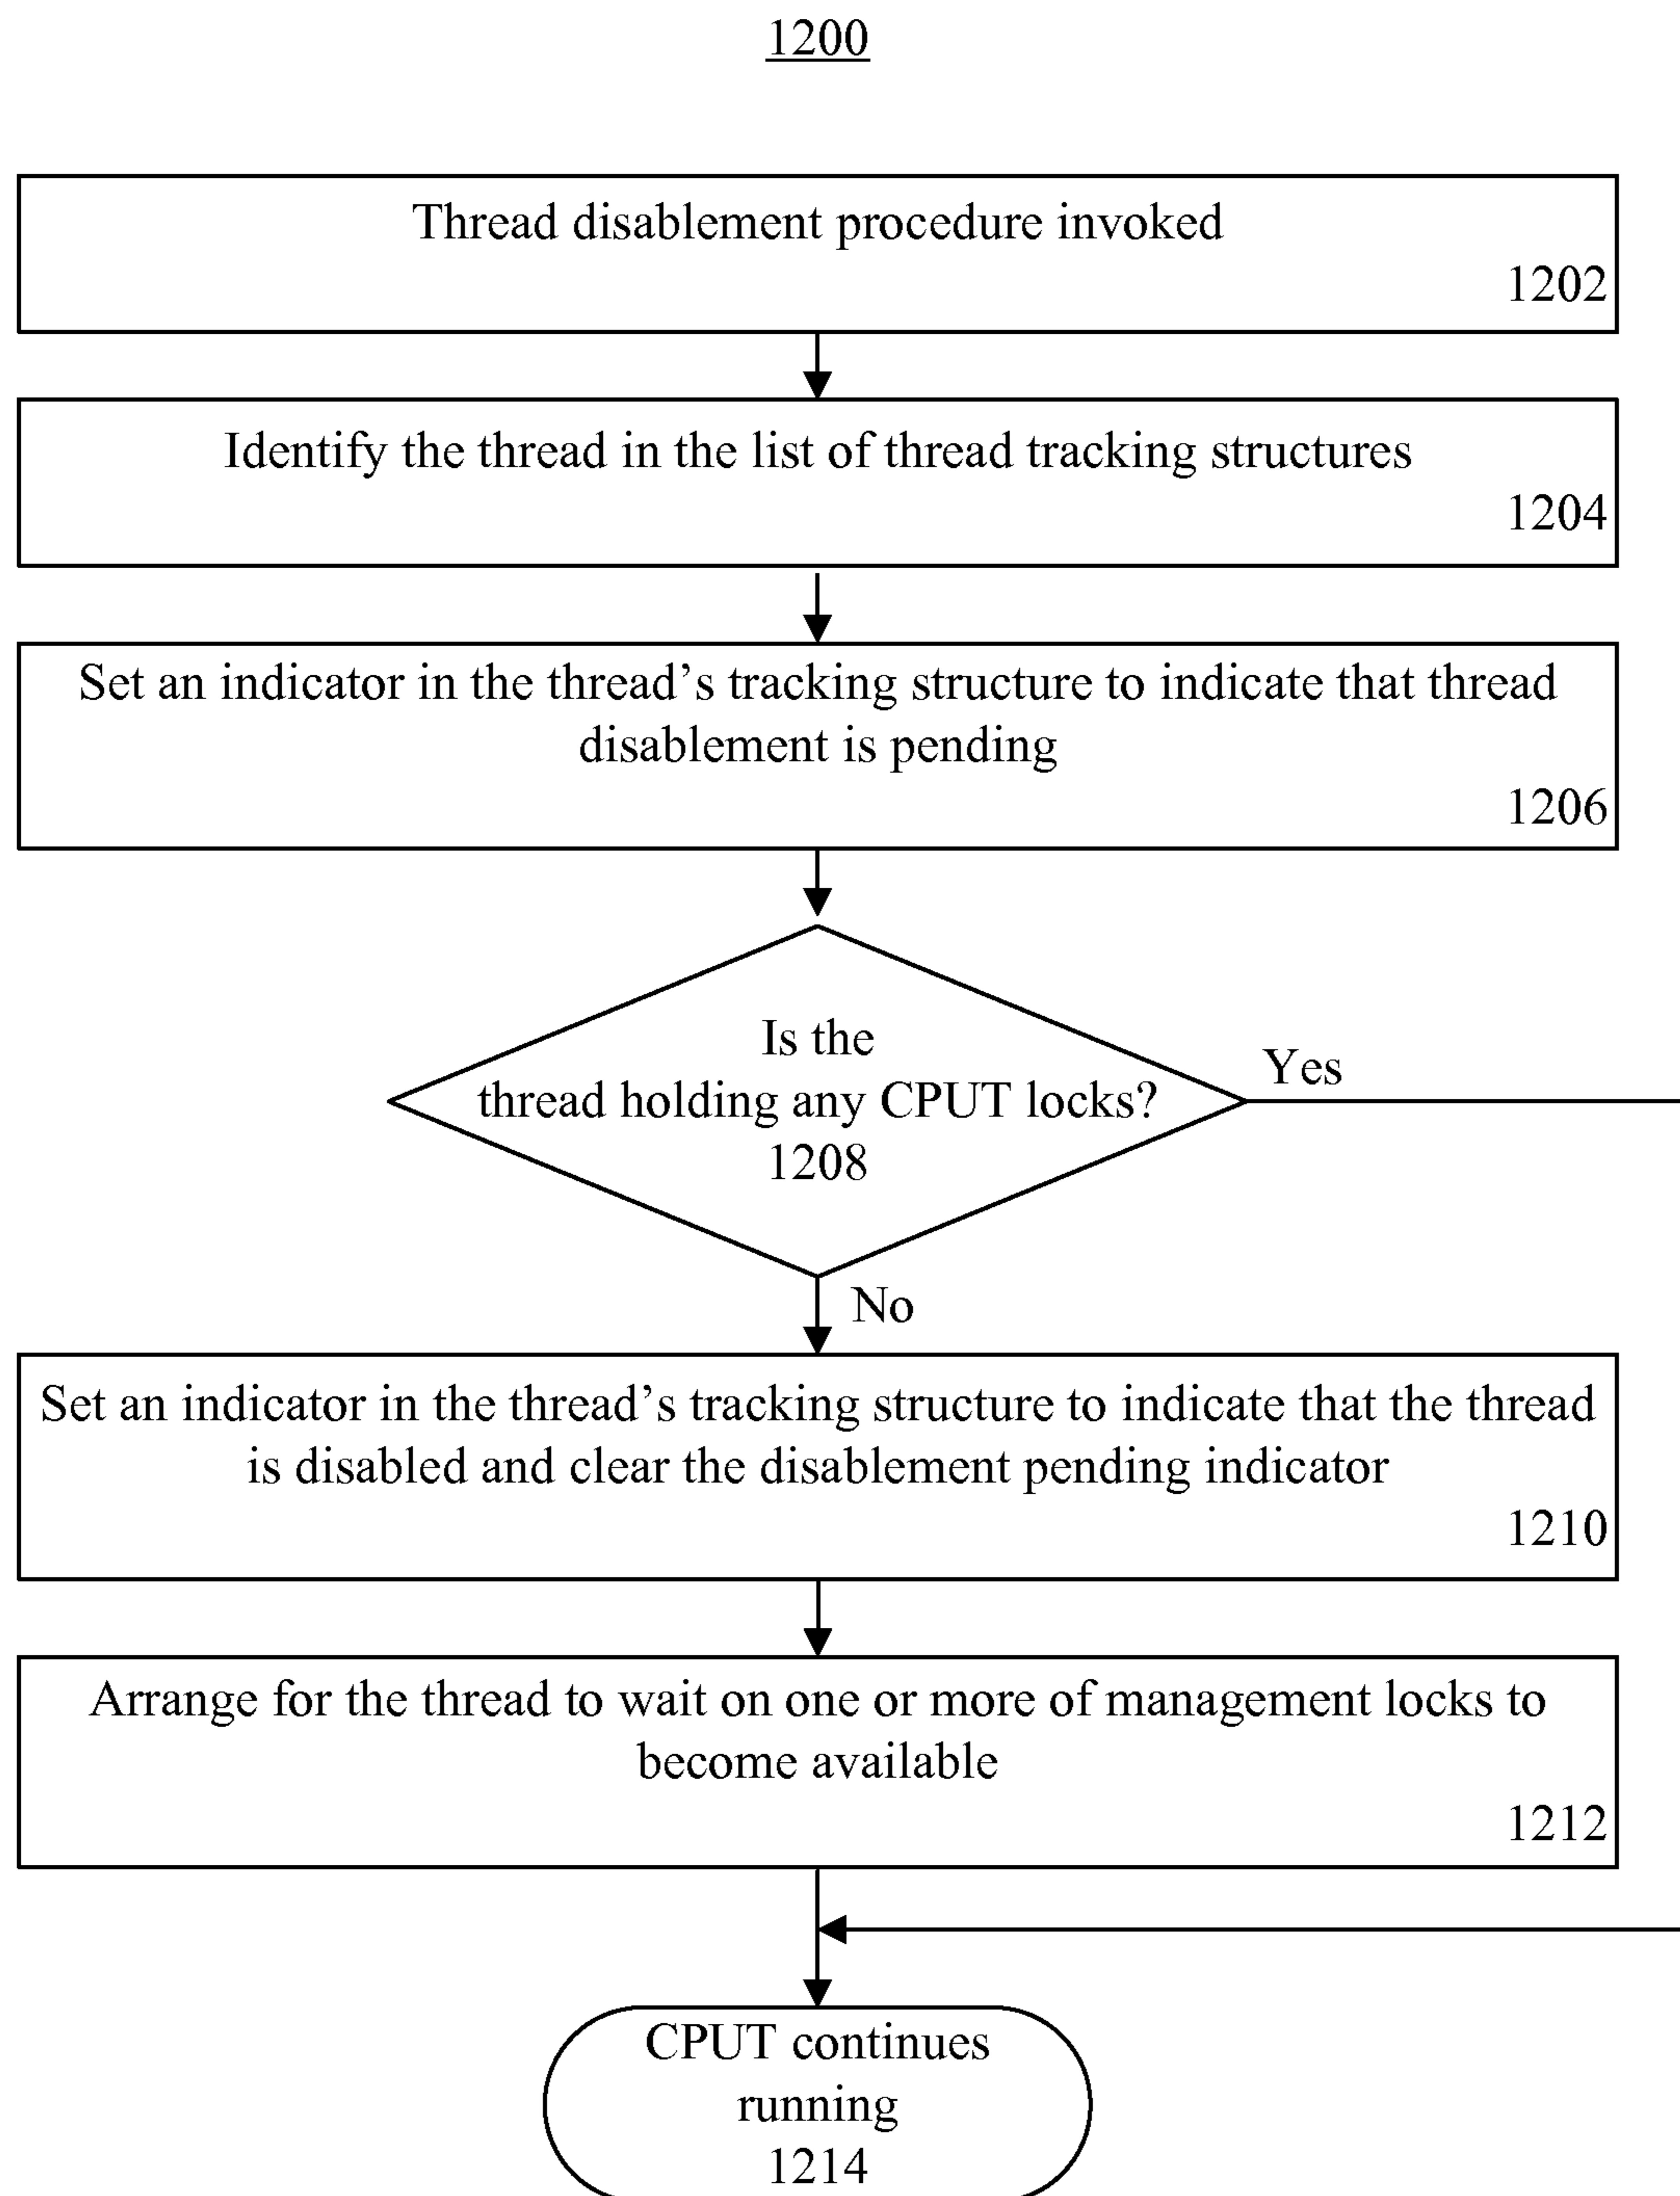 1200
Thread disablement procedure invoked
1202
Identify the thread in the list of thread tracking structures
1204
Set an indicator in the thread’s tracking structure to indicate that thread
disablement is pending
1206
Is the
thread holding any CPUT locks?
1208
Yes
No
Set an indicator in the thread’s tracking structure to indicate that the thread
is disabled and clear the disablement pending indicator
1210
Arrange for the thread to wait on one or more of management locks to
become available
1212
CPUT continues
running
1214